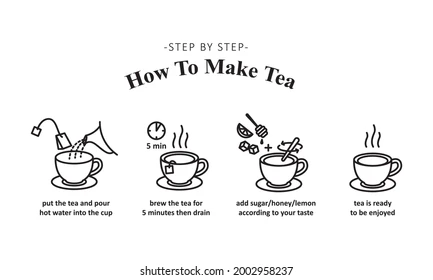 -STEP BY STEP-
How To Make Tea
5 min
put the tea and pour
hot water into the cup
brew the tea for
5 minutes then drain
add sugar/honey/lemon
according to your taste
tea is ready
to be enjoyed
shutterstock.com · 2002958237